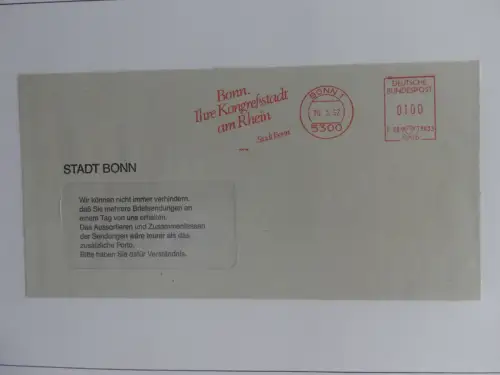 Bonn.
Ihre Kongreßstadt
am Rhein
Stadt Bonn
BONN 1
5300
DEUTSCHE
BUNDESPOST
0100
STADT BONN
Wir können nicht immer verhindern,
daß Sie mehrere Briefsendungen an
einem Tag von uns erhalten.
Das Aussortieren und Zusammenfassen
der Sendungen wäre teurer als das
zusätzliche Porto.
Bitte haben Sie dafür Verständnis.